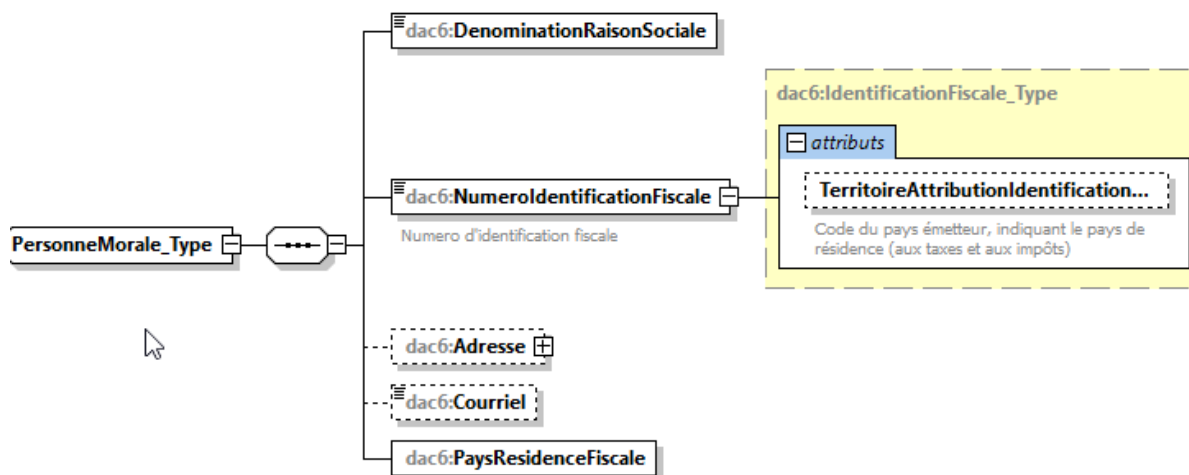 dac6:DenominationRaisonSociale
dac6:IdentificationFiscale_Type
attributs
dac6:NumeroIdentificationFiscale
TerritoireAttributionIdentification...
Numero d'identification fiscale
Code du pays émetteur, indiquant le pays de
résidence (aux taxes et aux impôts)
PersonneMorale_Type
dac6:Adresse
dac6:Courriel
dac6:PaysResidenceFiscale